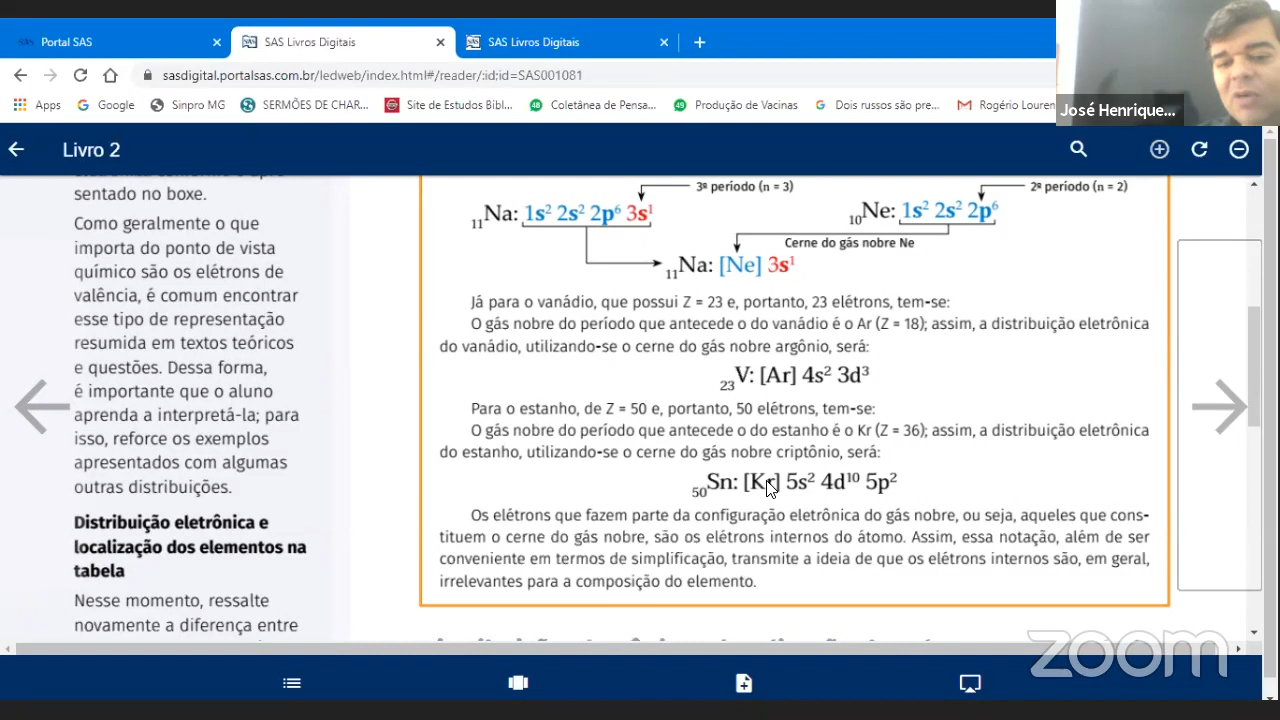 Portal SAS
SAS Livros Digitais
SAS Livros Digitais
sasdigital.portalsas.com.br/ledweb/index.html#/reader/:id:id=SAS001081
Apps
Google
Sinpro MG
SERMÕES DE CHAR...
Site de Estudos Bíbl...
Coletânea de Pensa...
Produção de Vacinas
Dois russos são pre...
Rogério Louren
José Henrique...
Livro 2
sentado no boxe.
Como geralmente o que
importa do ponto de vista
químico são os elétrons de
valência, é comum encontrar
esse tipo de representação
resumida em textos teóricos
e questões. Dessa forma,
é importante que o aluno
aprenda a interpretá-la; para
isso, reforce os exemplos
apresentados com algumas
outras distribuições.
Distribuição eletrônica e
localização dos elementos na
tabela
Nesse momento, ressalte
novamente a diferença entre
3º período (n = 3)
2º período (n = 2)
₁₁Na: 1s² 2s² 2p⁶ 3s¹
₁₀Ne: 1s² 2s² 2p⁶
Cerne do gás nobre Ne
₁₁Na: [Ne] 3s¹
Já para o vanádio, que possui Z = 23 e, portanto, 23 elétrons, tem-se:
O gás nobre do período que antecede o do vanádio é o Ar (Z = 18); assim, a distribuição eletrônica
do vanádio, utilizando-se o cerne do gás nobre argônio, será:
₂₃V: [Ar] 4s² 3d³
Para o estanho, de Z = 50 e, portanto, 50 elétrons, tem-se:
O gás nobre do período que antecede o do estanho é o Kr (Z = 36); assim, a distribuição eletrônica
do estanho, utilizando-se o cerne do gás nobre criptônio, será:
₅₀Sn: [Kr] 5s² 4d¹⁰ 5p²
Os elétrons que fazem parte da configuração eletrônica do gás nobre, ou seja, aqueles que cons-
tituem o cerne do gás nobre, são os elétrons internos do átomo. Assim, essa notação, além de ser
conveniente em termos de simplificação, transmite a ideia de que os elétrons internos são, em geral,
irrelevantes para a composição do elemento.
zoom